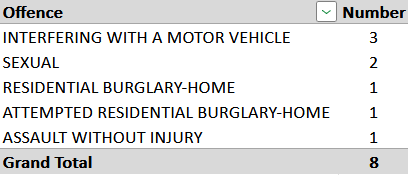 Offence Number
INTERFERING WITH A MOTOR VEHICLE 3
SEXUAL 2
RESIDENTIAL BURGLARY-HOME 1
ATTEMPTED RESIDENTIAL BURGLARY-HOME 1
ASSAULT WITHOUT INJURY 1
Grand Total 8